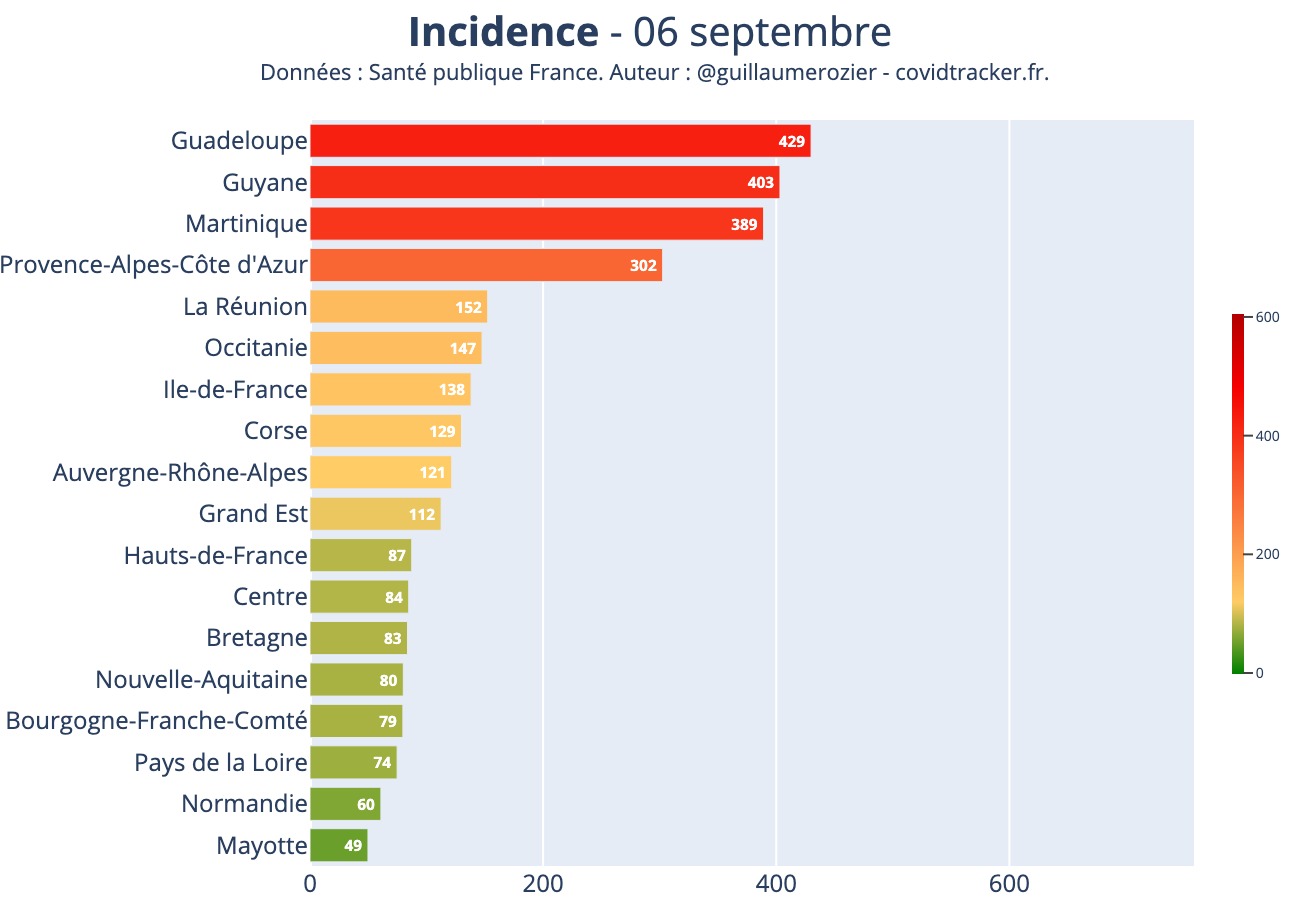 Incidence - 06 septembre
Données : Santé publique France. Auteur : @guillaumerozier - covidtracker.fr.
Guadeloupe 429
Guyane 403
Martinique 389
Provence-Alpes-Côte d'Azur 302
La Réunion 152
Occitanie 147
Ile-de-France 138
Corse 129
Auvergne-Rhône-Alpes 121
Grand Est 112
Hauts-de-France 87
Centre 84
Bretagne 83
Nouvelle-Aquitaine 80
Bourgogne-Franche-Comté 79
Pays de la Loire 74
Normandie 60
Mayotte 49
0 200 400 600
600
400
200
0